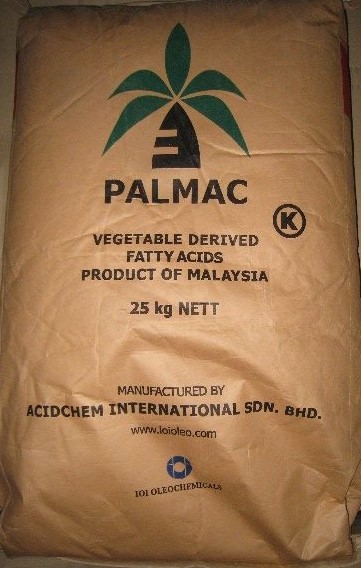 PALMAC
K
VEGETABLE DERIVED
FATTY ACIDS
PRODUCT OF MALAYSIA
25 kg NETT
MANUFACTURED BY
ACIDCHEM INTERNATIONAL SDN. BHD.
www.ioioleo.com
IOI OLEOCHEMICALS